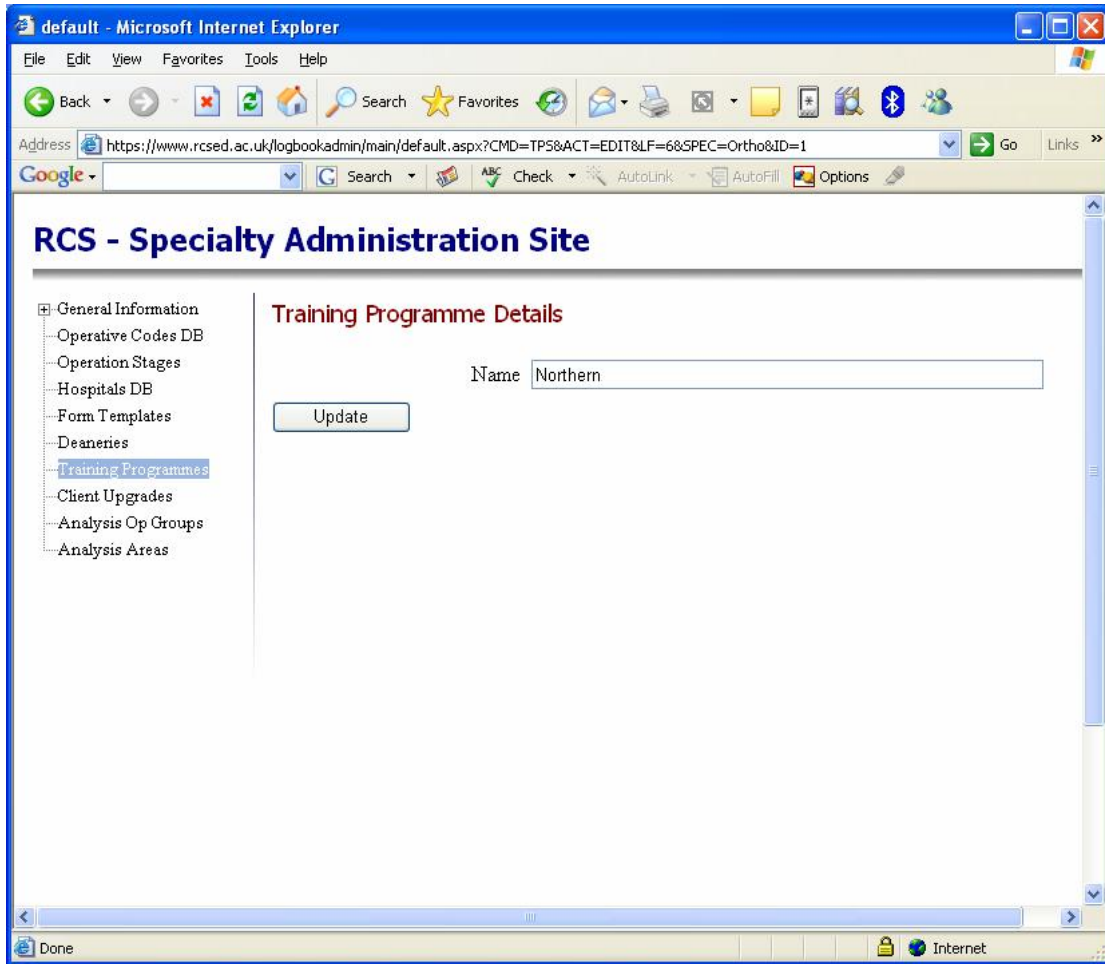 default - Microsoft Internet Explorer
File Edit View Favorites Tools Help
Back Search Favorites
Address https://www.rcsed.ac.uk/logbookadmin/main/default.aspx?CMD=TPS&ACT=EDIT&LF=6&SPEC=Ortho&ID=1 Go Links »
Google Search ABC Check AutoLink AutoFill Options
RCS - Specialty Administration Site
General Information
Operative Codes DB
Operation Stages
Hospitals DB
Form Templates
Deaneries
Training Programmes
Client Upgrades
Analysis Op Groups
Analysis Areas
Training Programme Details
Name Northern
Update
Done Internet